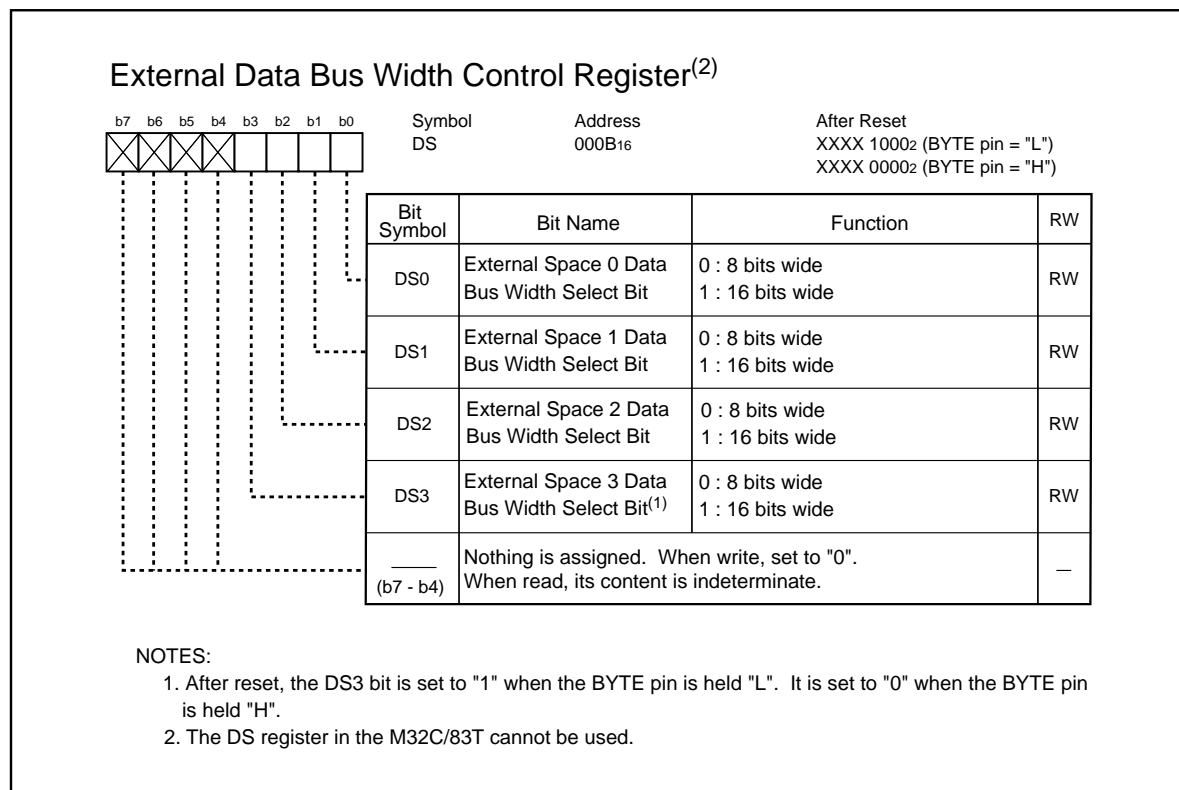 External Data Bus Width Control Register(2)
b7 b6 b5 b4 b3 b2 b1 b0
Symbol Address After Reset
DS 000B16 XXXX 10002 (BYTE pin = "L")
XXXX 00002 (BYTE pin = "H")
Bit Symbol Bit Name Function RW
DS0 External Space 0 Data 0 : 8 bits wide RW
Bus Width Select Bit 1 : 16 bits wide
DS1 External Space 1 Data 0 : 8 bits wide RW
Bus Width Select Bit 1 : 16 bits wide
DS2 External Space 2 Data 0 : 8 bits wide RW
Bus Width Select Bit 1 : 16 bits wide
DS3 External Space 3 Data 0 : 8 bits wide RW
Bus Width Select Bit(1) 1 : 16 bits wide
Nothing is assigned. When write, set to "0". —
(b7 - b4) When read, its content is indeterminate.
NOTES:
1. After reset, the DS3 bit is set to "1" when the BYTE pin is held "L". It is set to "0" when the BYTE pin
is held "H".
2. The DS register in the M32C/83T cannot be used.